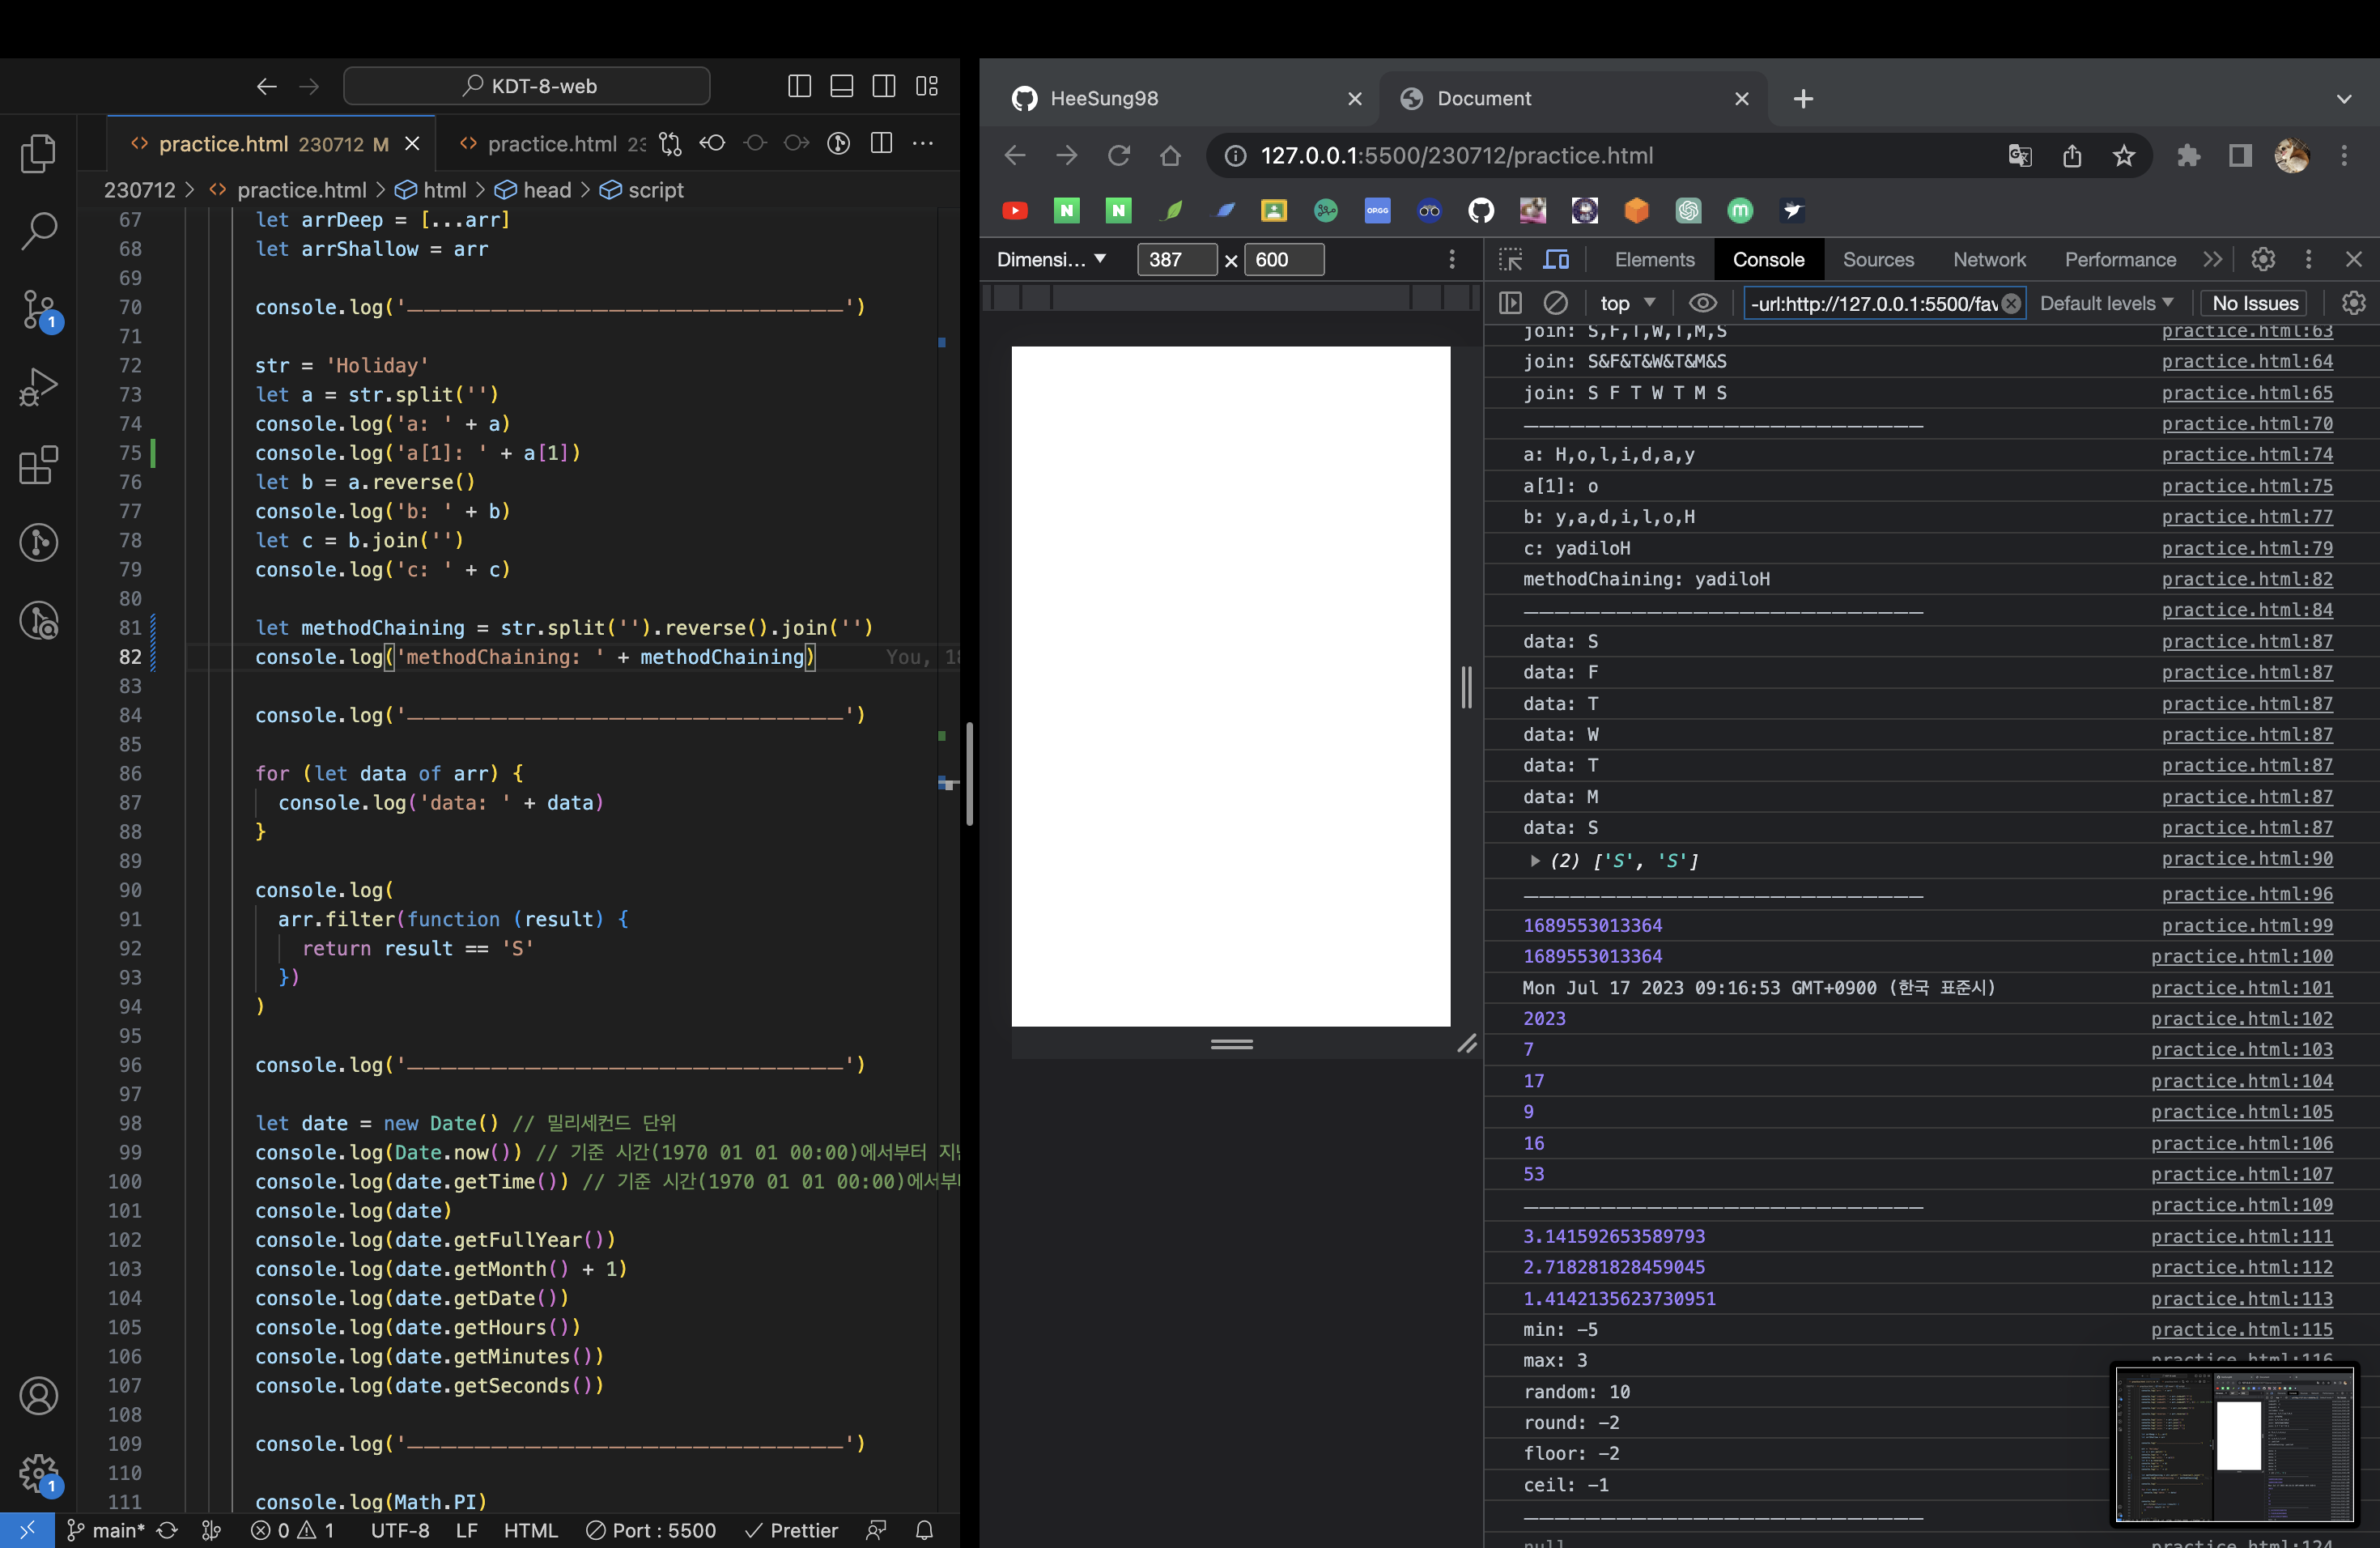 KDT-8-web
practice.html 230712 M
practice.html 23
230712 > practice.html > html > head > script
67 let arrDeep = [...arr]
68 let arrShallow = arr
69
70 console.log('——————————————————————————')
71
72 str = 'Holiday'
73 let a = str.split('')
74 console.log('a: ' + a)
75 console.log('a[1]: ' + a[1])
76 let b = a.reverse()
77 console.log('b: ' + b)
78 let c = b.join('')
79 console.log('c: ' + c)
80
81 let methodChaining = str.split('').reverse().join('')
82 console.log('methodChaining: ' + methodChaining) You, 18
83
84 console.log('——————————————————————————')
85
86 for (let data of arr) {
87 console.log('data: ' + data)
88 }
89
90 console.log(
91 arr.filter(function (result) {
92 return result == 'S'
93 })
94 )
95
96 console.log('——————————————————————————')
97
98 let date = new Date() // 밀리세컨드 단위
99 console.log(Date.now()) // 기준 시간(1970 01 01 00:00)에서부터
100 console.log(date.getTime()) // 기준 시간(1970 01 01 00:00)에서부터
101 console.log(date)
102 console.log(date.getFullYear())
103 console.log(date.getMonth() + 1)
104 console.log(date.getDate())
105 console.log(date.getHours())
106 console.log(date.getMinutes())
107 console.log(date.getSeconds())
108
109 console.log('——————————————————————————')
110
111 console.log(Math.PI)
1
1
main* 0 1 UTF-8 LF HTML Port : 5500 Prettier
HeeSung98
Document
127.0.0.1:5500/230712/practice.html
N N OPGG m
Dimensi... 387 × 600
Elements Console Sources Network Performance
top -url:http://127.0.0.1:5500/fav Default levels No Issues
join: S,F,T,W,T,M,S practice.html:63
join: S&F&T&W&T&M&S practice.html:64
join: S F T W T M S practice.html:65
—————————————————————————— practice.html:70
a: H,o,l,i,d,a,y practice.html:74
a[1]: o practice.html:75
b: y,a,d,i,l,o,H practice.html:77
c: yadiloH practice.html:79
methodChaining: yadiloH practice.html:82
—————————————————————————— practice.html:84
data: S practice.html:87
data: F practice.html:87
data: T practice.html:87
data: W practice.html:87
data: T practice.html:87
data: M practice.html:87
data: S practice.html:87
(2) ['S', 'S'] practice.html:90
—————————————————————————— practice.html:96
1689553013364 practice.html:99
1689553013364 practice.html:100
Mon Jul 17 2023 09:16:53 GMT+0900 (한국 표준시) practice.html:101
2023 practice.html:102
7 practice.html:103
17 practice.html:104
9 practice.html:105
16 practice.html:106
53 practice.html:107
—————————————————————————— practice.html:109
3.141592653589793 practice.html:111
2.718281828459045 practice.html:112
1.4142135623730951 practice.html:113
min: -5 practice.html:115
max: 3 practice.html:116
random: 10
round: -2
floor: -2
ceil: -1
——————————————————————————
null practice.html:124